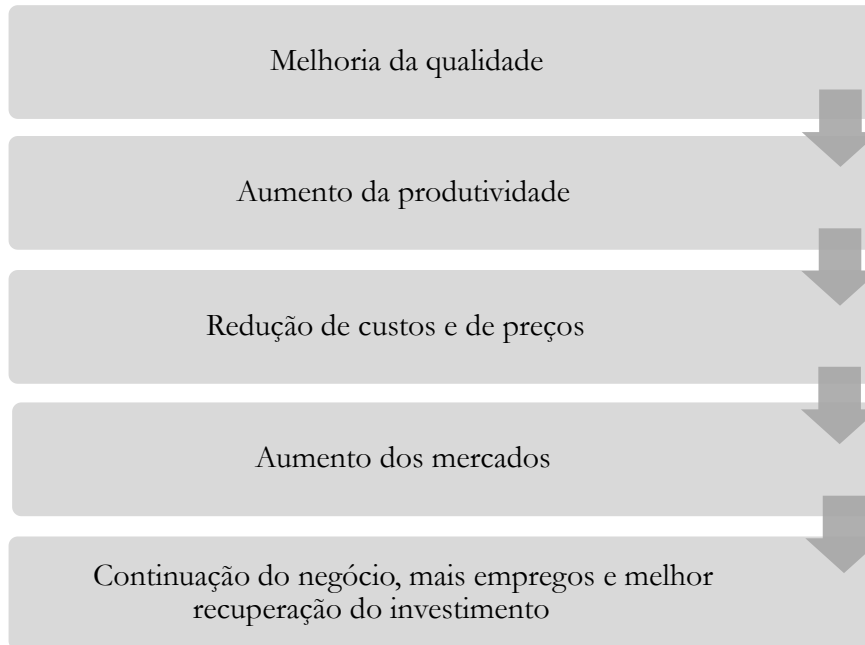 Melhoria da qualidade
Aumento da produtividade
Redução de custos e de preços
Aumento dos mercados
Continuação do negócio, mais empregos e melhor
recuperação do investimento